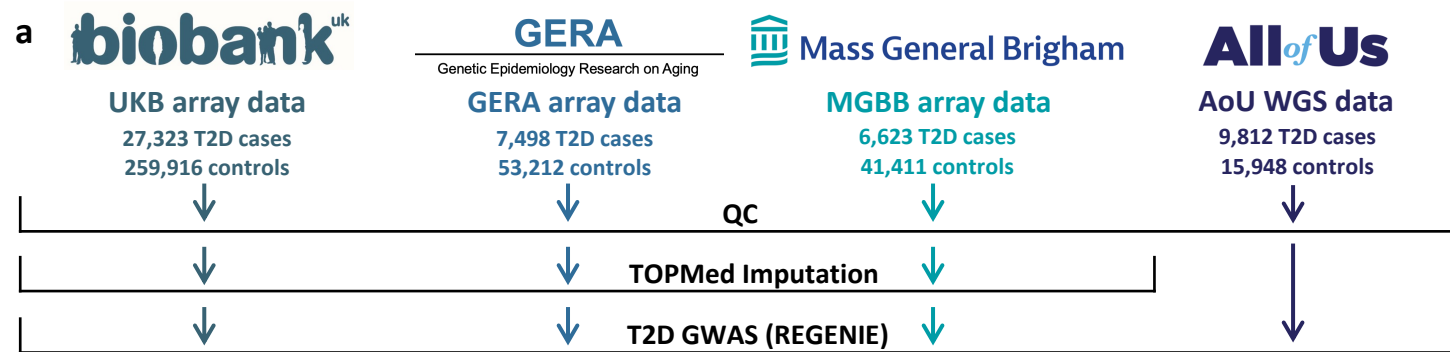 a
biobank uk
GERA
Genetic Epidemiology Research on Aging
Mass General Brigham
All of Us
UKB array data
27,323 T2D cases
259,916 controls
GERA array data
7,498 T2D cases
53,212 controls
MGBB array data
6,623 T2D cases
41,411 controls
AoU WGS data
9,812 T2D cases
15,948 controls
QC
TOPMed Imputation
T2D GWAS (REGENIE)